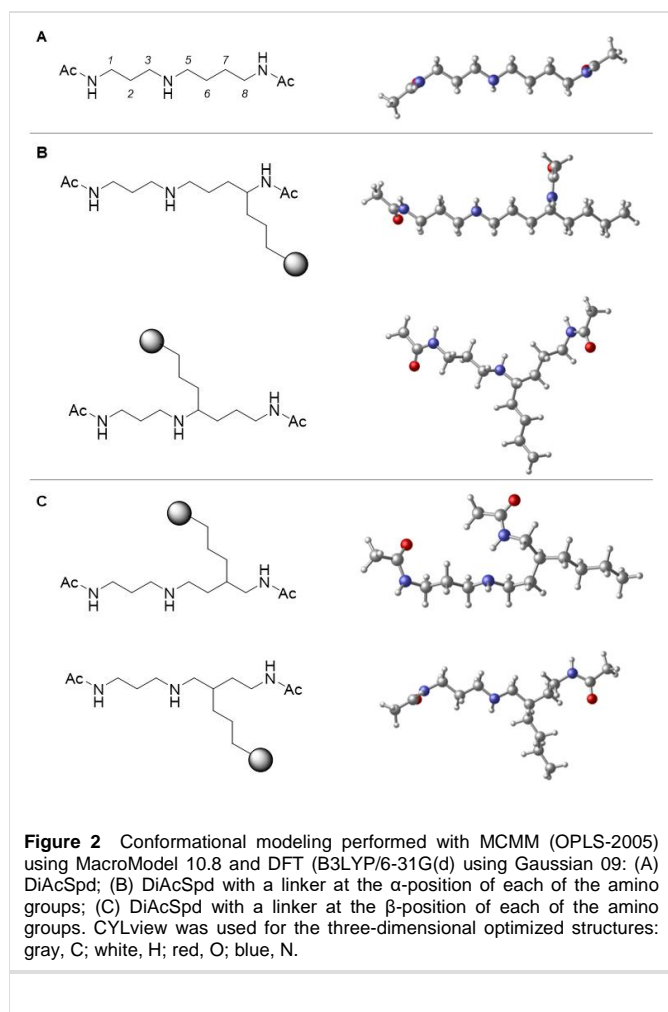 A
Ac
N
H
1
2
3
N
H
5
6
7
8
H
N
Ac
B
Ac
N
H
N
H
H
N
Ac
Ac
N
H
N
H
H
N
Ac
C
Ac
N
H
N
H
H
N
Ac
Ac
N
H
N
H
H
N
Ac
Figure 2 Conformational modeling performed with MCMM (OPLS-2005)
using MacroModel 10.8 and DFT (B3LYP/6-31G(d) using Gaussian 09: (A)
DiAcSpd; (B) DiAcSpd with a linker at the α-position of each of the amino
groups; (C) DiAcSpd with a linker at the β-position of each of the amino
groups. CYLview was used for the three-dimensional optimized structures:
gray, C; white, H; red, O; blue, N.